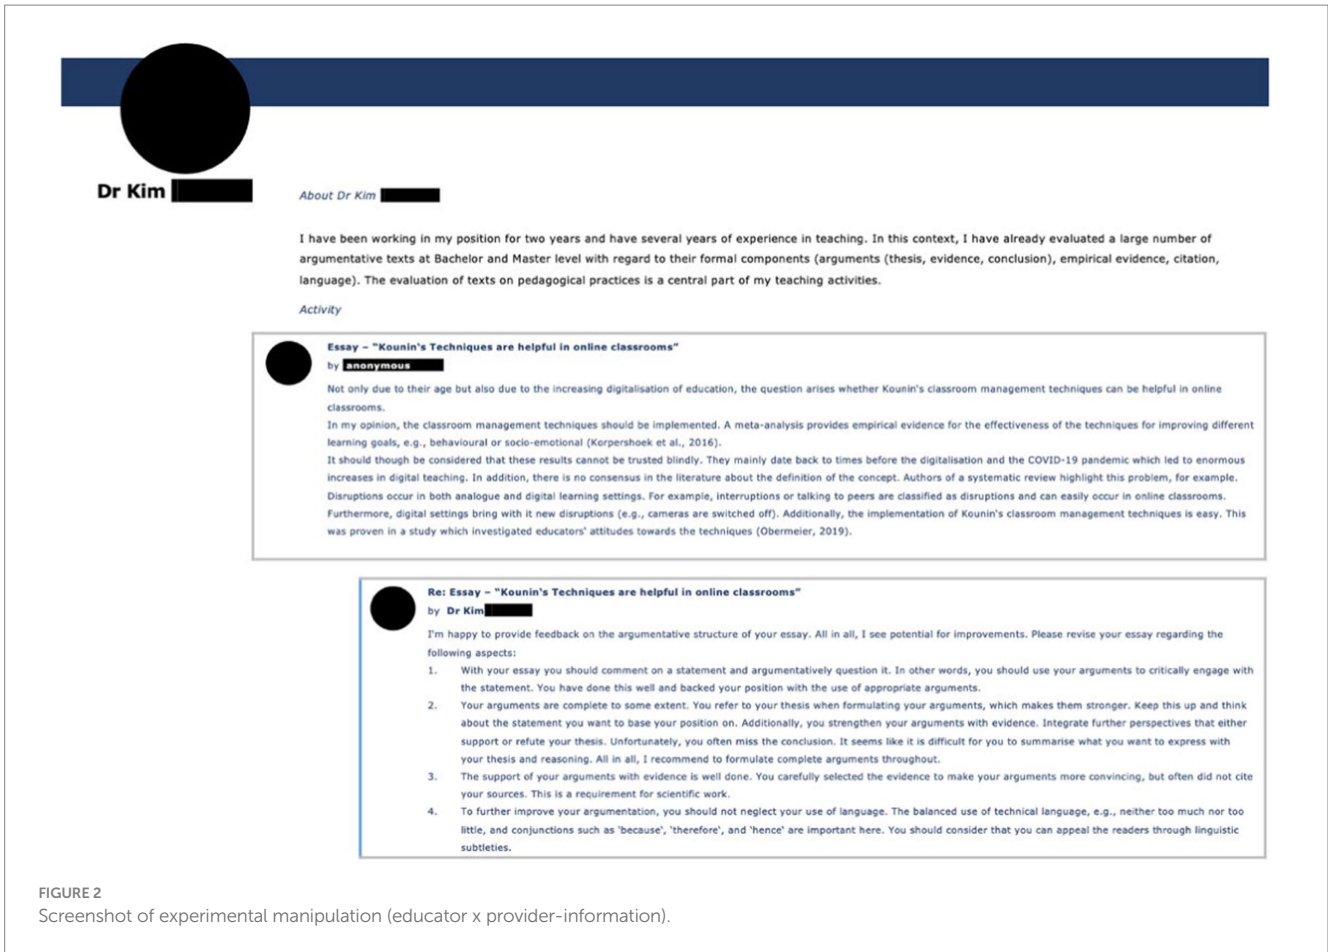 Dr Kim
About Dr Kim
I have been working in my position for two years and have several years of experience in teaching. In this context, I have already evaluated a large number of
argumentative texts at Bachelor and Master level with regard to their formal components (arguments (thesis, evidence, conclusion), empirical evidence, citation,
language). The evaluation of texts on pedagogical practices is a central part of my teaching activities.
Activity
Essay – "Kounin's Techniques are helpful in online classrooms"
by anonymous
Not only due to their age but also due to the increasing digitalisation of education, the question arises whether Kounin's classroom management techniques can be helpful in online
classrooms.
In my opinion, the classroom management techniques should be implemented. A meta-analysis provides empirical evidence for the effectiveness of the techniques for improving different
learning goals, e.g., behavioural or socio-emotional (Korpershoek et al., 2016).
It should though be considered that these results cannot be trusted blindly. They mainly date back to times before the digitalisation and the COVID-19 pandemic which led to enormous
increases in digital teaching. In addition, there is no consensus in the literature about the definition of the concept. Authors of a systematic review highlight this problem, for example.
Disruptions occur in both analogue and digital learning settings. For example, interruptions or talking to peers are classified as disruptions and can easily occur in online classrooms.
Furthermore, digital settings bring with it new disruptions (e.g., cameras are switched off). Additionally, the implementation of Kounin's classroom management techniques is easy. This
was proven in a study which investigated educators' attitudes towards the techniques (Obermeier, 2019).
Re: Essay – "Kounin's Techniques are helpful in online classrooms"
by Dr Kim
I'm happy to provide feedback on the argumentative structure of your essay. All in all, I see potential for improvements. Please revise your essay regarding the
following aspects:
1. With your essay you should comment on a statement and argumentatively question it. In other words, you should use your arguments to critically engage with
the statement. You have done this well and backed your position with the use of appropriate arguments.
2. Your arguments are complete to some extent. You refer to your thesis when formulating your arguments, which makes them stronger. Keep this up and think
about the statement you want to base your position on. Additionally, you strengthen your arguments with evidence. Integrate further perspectives that either
support or refute your thesis. Unfortunately, you often miss the conclusion. It seems like it is difficult for you to summarise what you want to express with
your thesis and reasoning. All in all, I recommend to formulate complete arguments throughout.
3. The support of your arguments with evidence is well done. You carefully selected the evidence to make your arguments more convincing, but often did not cite
your sources. This is a requirement for scientific work.
4. To further improve your argumentation, you should not neglect your use of language. The balanced use of technical language, e.g., neither too much nor too
little, and conjunctions such as 'because', 'therefore', and 'hence' are important here. You should consider that you can appeal the readers through linguistic
subtleties.
FIGURE 2
Screenshot of experimental manipulation (educator x provider-information).